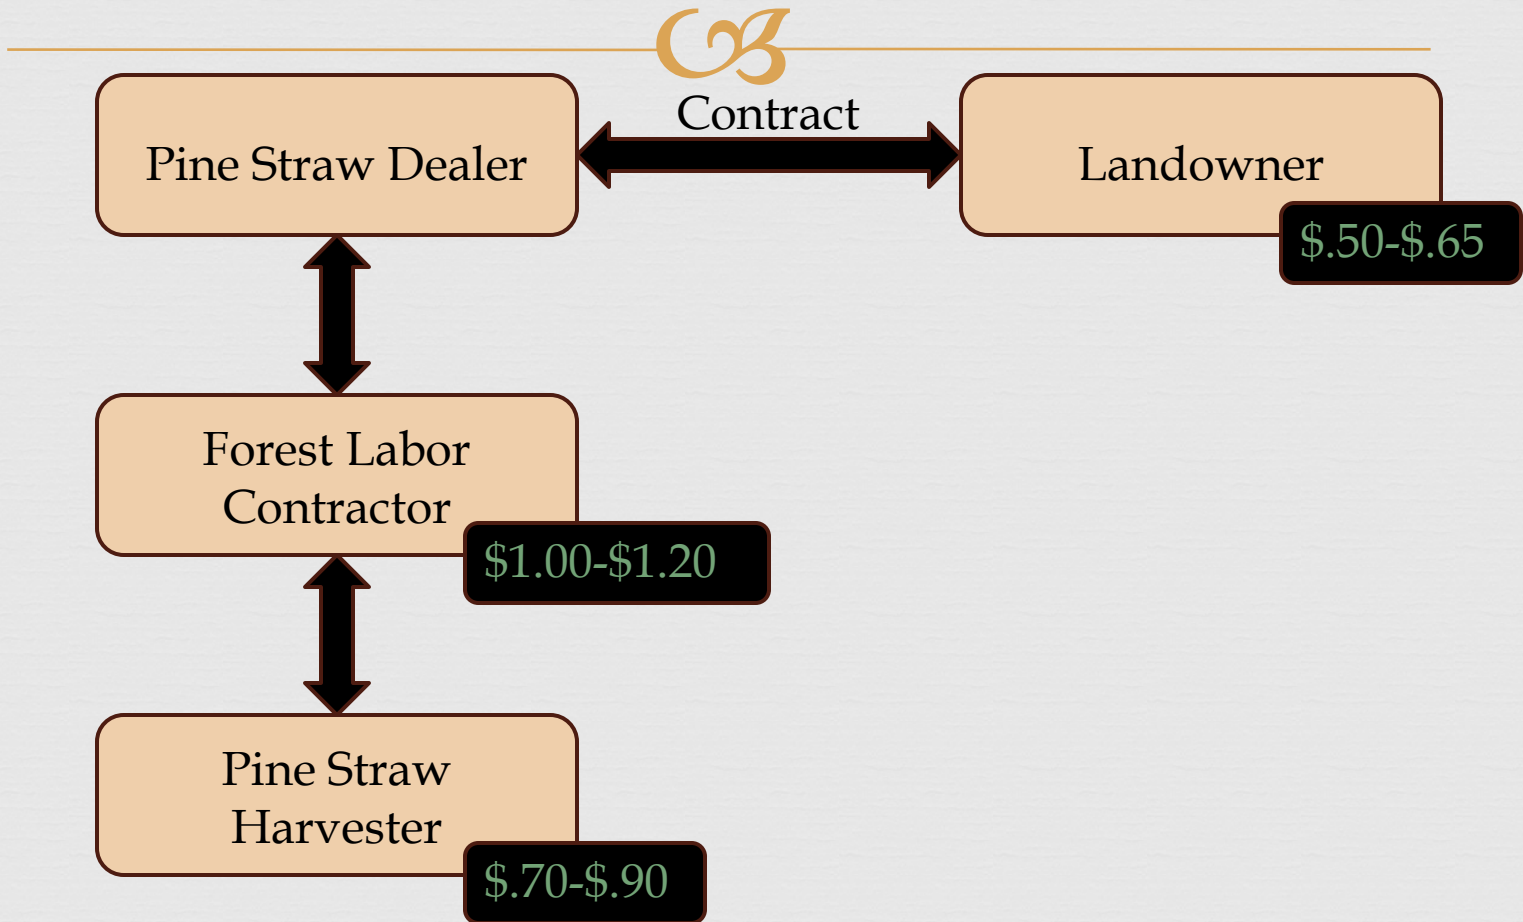 Contract
Pine Straw Dealer
Landowner
$.50-$.65
Forest Labor
Contractor
$1.00-$1.20
Pine Straw
Harvester
$.70-$.90